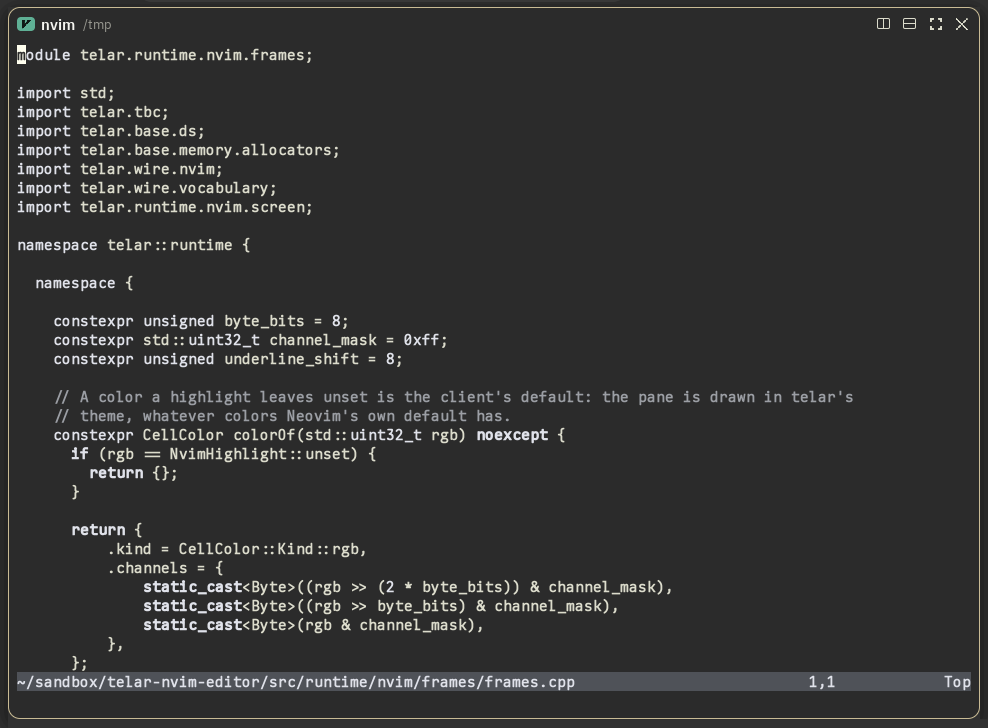 nvim /tmp
module telar.runtime.nvim.frames;

import std;
import telar.tbc;
import telar.base.ds;
import telar.base.memory.allocators;
import telar.wire.nvim;
import telar.wire.vocabulary;
import telar.runtime.nvim.screen;

namespace telar::runtime {

  namespace {

    constexpr unsigned byte_bits = 8;
    constexpr std::uint32_t channel_mask = 0xff;
    constexpr unsigned underline_shift = 8;

    // A color a highlight leaves unset is the client's default: the pane is drawn in telar's
    // theme, whatever colors Neovim's own default has.
    constexpr CellColor colorOf(std::uint32_t rgb) noexcept {
      if (rgb == NvimHighlight::unset) {
        return {};
      }

      return {
          .kind = CellColor::Kind::rgb,
          .channels = {
              static_cast<Byte>((rgb >> (2 * byte_bits)) & channel_mask),
              static_cast<Byte>((rgb >> byte_bits) & channel_mask),
              static_cast<Byte>(rgb & channel_mask),
          },
      };
~/sandbox/telar-nvim-editor/src/runtime/nvim/frames/frames.cpp 1,1 Top